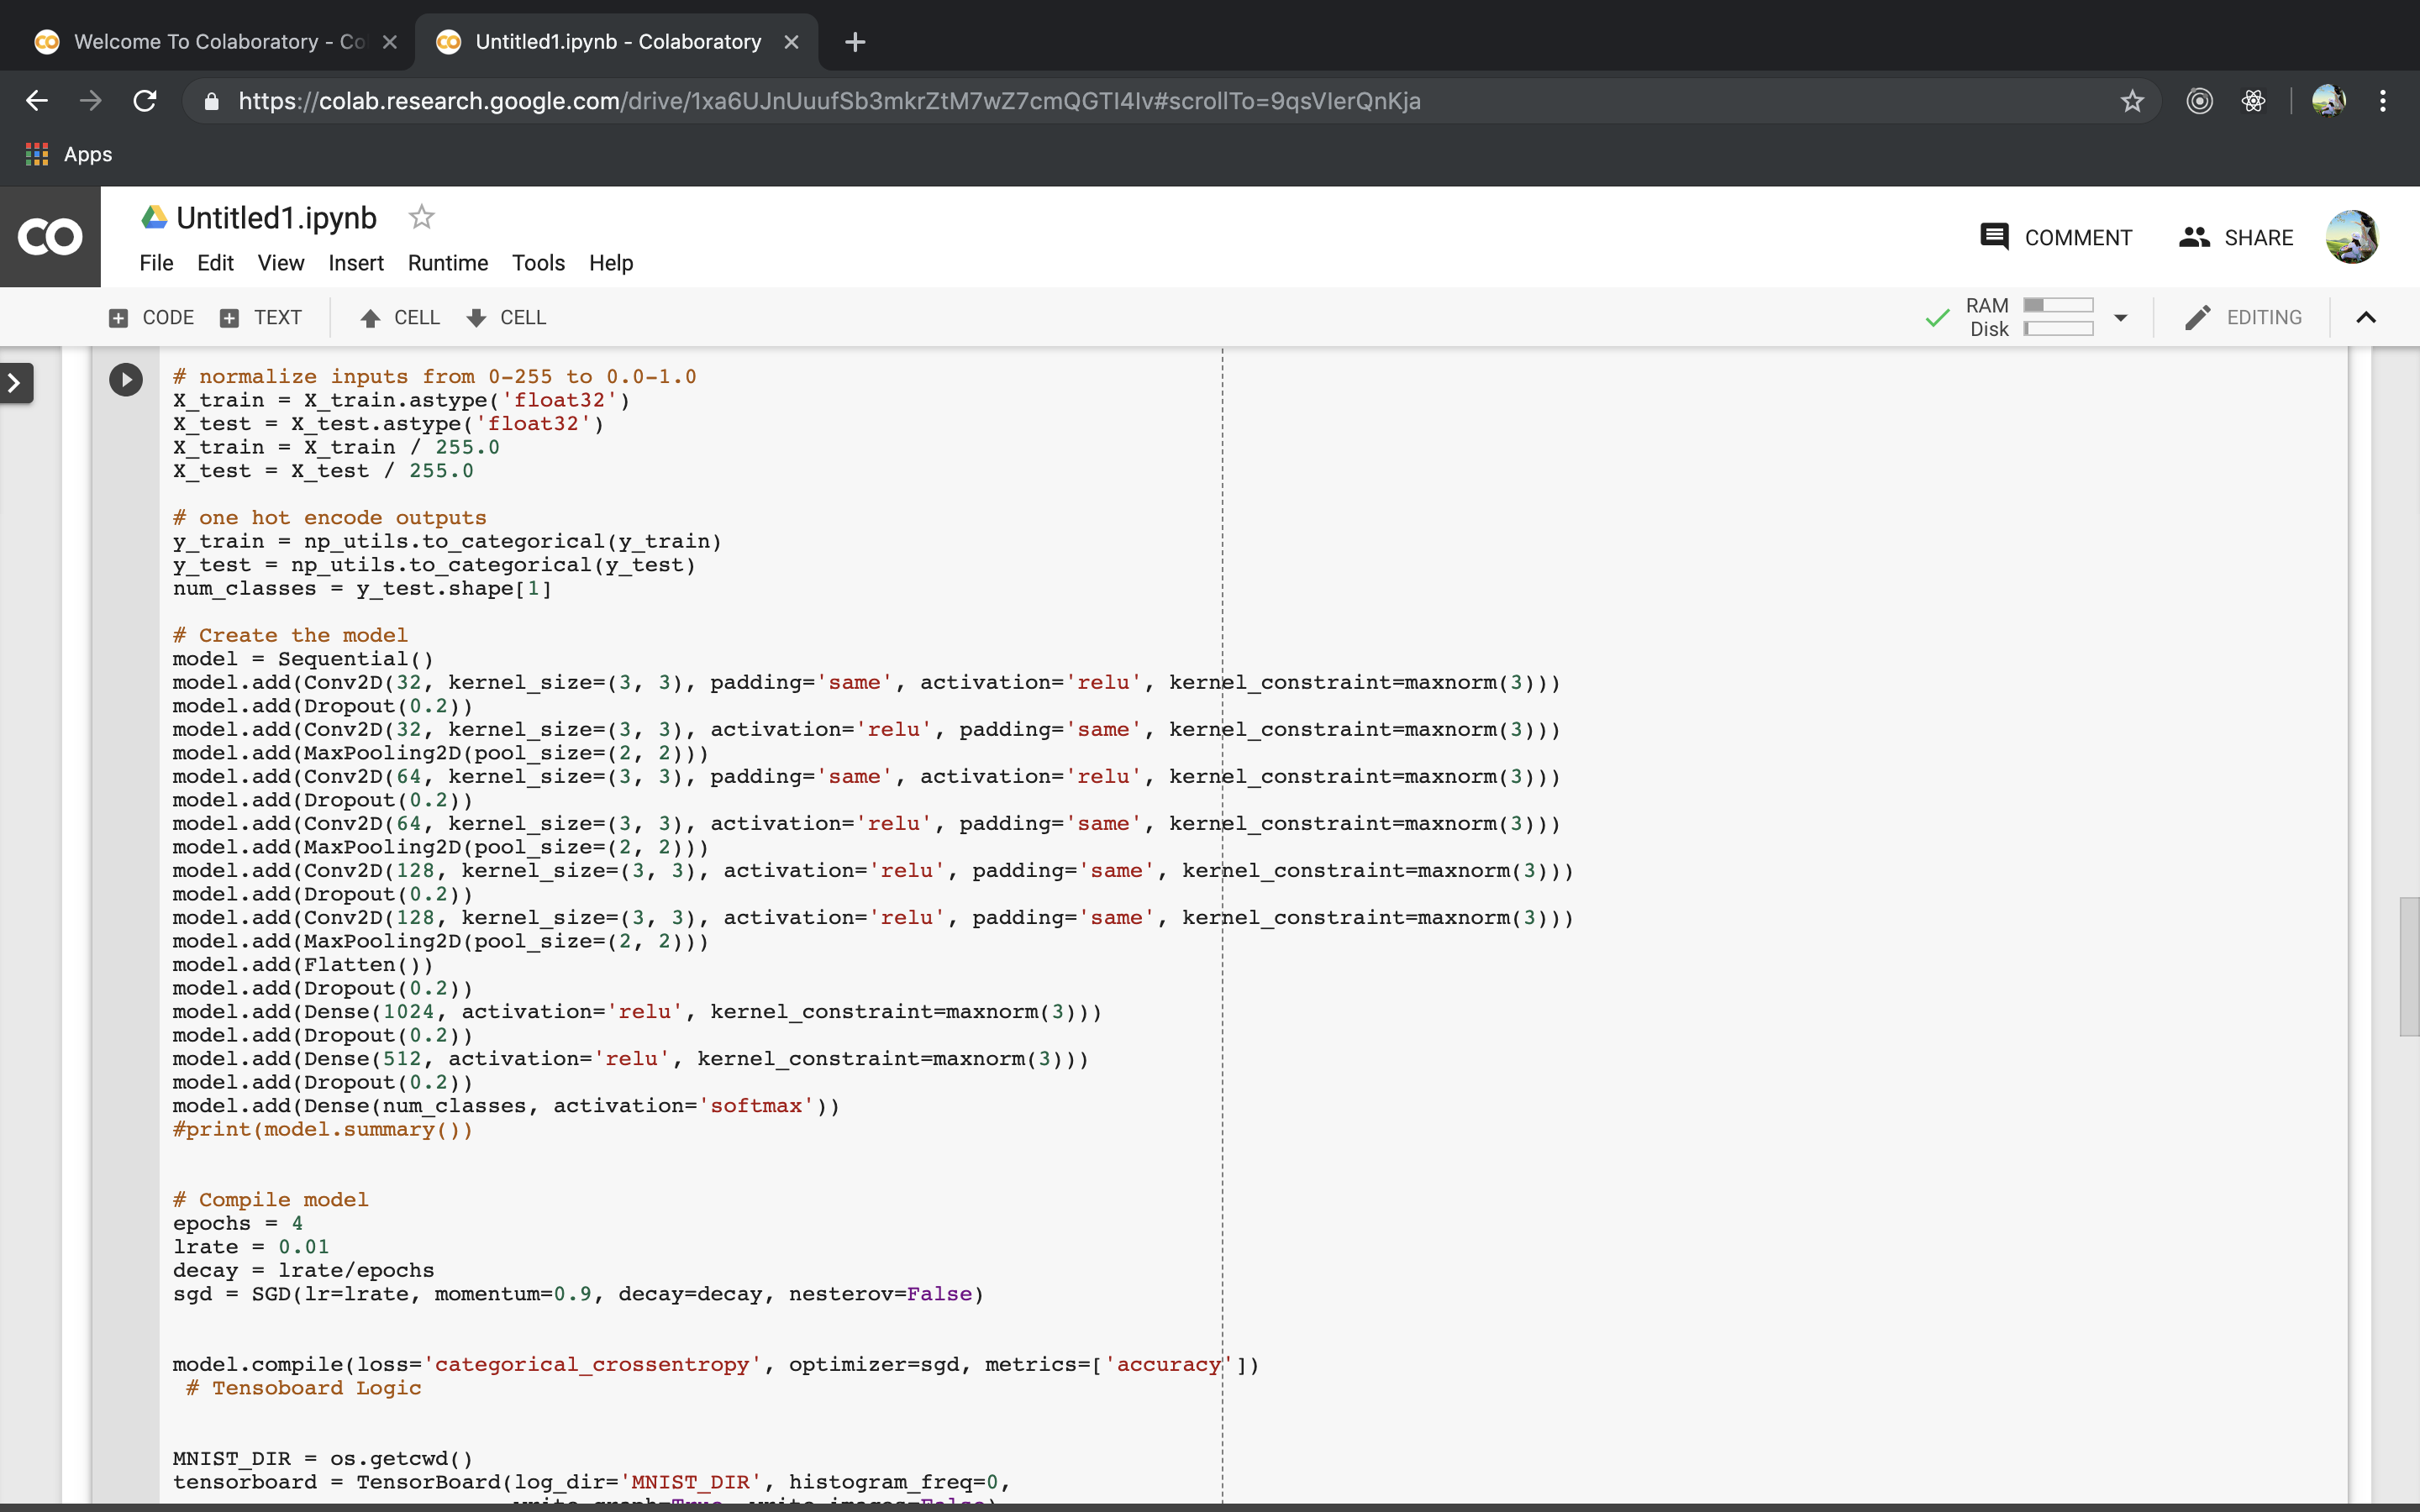 Welcome To Colaboratory - Co
Untitled1.ipynb - Colaboratory
https://colab.research.google.com/drive/1xa6UJnUuufSb3mkrZtM7wZ7cmQGTI4Iv#scrollTo=9qsVIerQnKja
Apps
CO
Untitled1.ipynb
File Edit View Insert Runtime Tools Help
COMMENT SHARE
CODE TEXT CELL CELL
RAM
Disk
EDITING
# normalize inputs from 0-255 to 0.0-1.0
X_train = X_train.astype('float32')
X_test = X_test.astype('float32')
X_train = X_train / 255.0
X_test = X_test / 255.0
# one hot encode outputs
y_train = np_utils.to_categorical(y_train)
y_test = np_utils.to_categorical(y_test)
num_classes = y_test.shape[1]
# Create the model
model = Sequential()
model.add(Conv2D(32, kernel_size=(3, 3), padding='same', activation='relu', kernel_constraint=maxnorm(3)))
model.add(Dropout(0.2))
model.add(Conv2D(32, kernel_size=(3, 3), activation='relu', padding='same', kernel_constraint=maxnorm(3)))
model.add(MaxPooling2D(pool_size=(2, 2)))
model.add(Conv2D(64, kernel_size=(3, 3), padding='same', activation='relu', kernel_constraint=maxnorm(3)))
model.add(Dropout(0.2))
model.add(Conv2D(64, kernel_size=(3, 3), activation='relu', padding='same', kernel_constraint=maxnorm(3)))
model.add(MaxPooling2D(pool_size=(2, 2)))
model.add(Conv2D(128, kernel_size=(3, 3), activation='relu', padding='same', kernel_constraint=maxnorm(3)))
model.add(Dropout(0.2))
model.add(Conv2D(128, kernel_size=(3, 3), activation='relu', padding='same', kernel_constraint=maxnorm(3)))
model.add(MaxPooling2D(pool_size=(2, 2)))
model.add(Flatten())
model.add(Dropout(0.2))
model.add(Dense(1024, activation='relu', kernel_constraint=maxnorm(3)))
model.add(Dropout(0.2))
model.add(Dense(512, activation='relu', kernel_constraint=maxnorm(3)))
model.add(Dropout(0.2))
model.add(Dense(num_classes, activation='softmax'))
#print(model.summary())
# Compile model
epochs = 4
lrate = 0.01
decay = lrate/epochs
sgd = SGD(lr=lrate, momentum=0.9, decay=decay, nesterov=False)
model.compile(loss='categorical_crossentropy', optimizer=sgd, metrics=['accuracy'])
# Tensoboard Logic
MNIST_DIR = os.getcwd()
tensorboard = TensorBoard(log_dir='MNIST_DIR', histogram_freq=0,